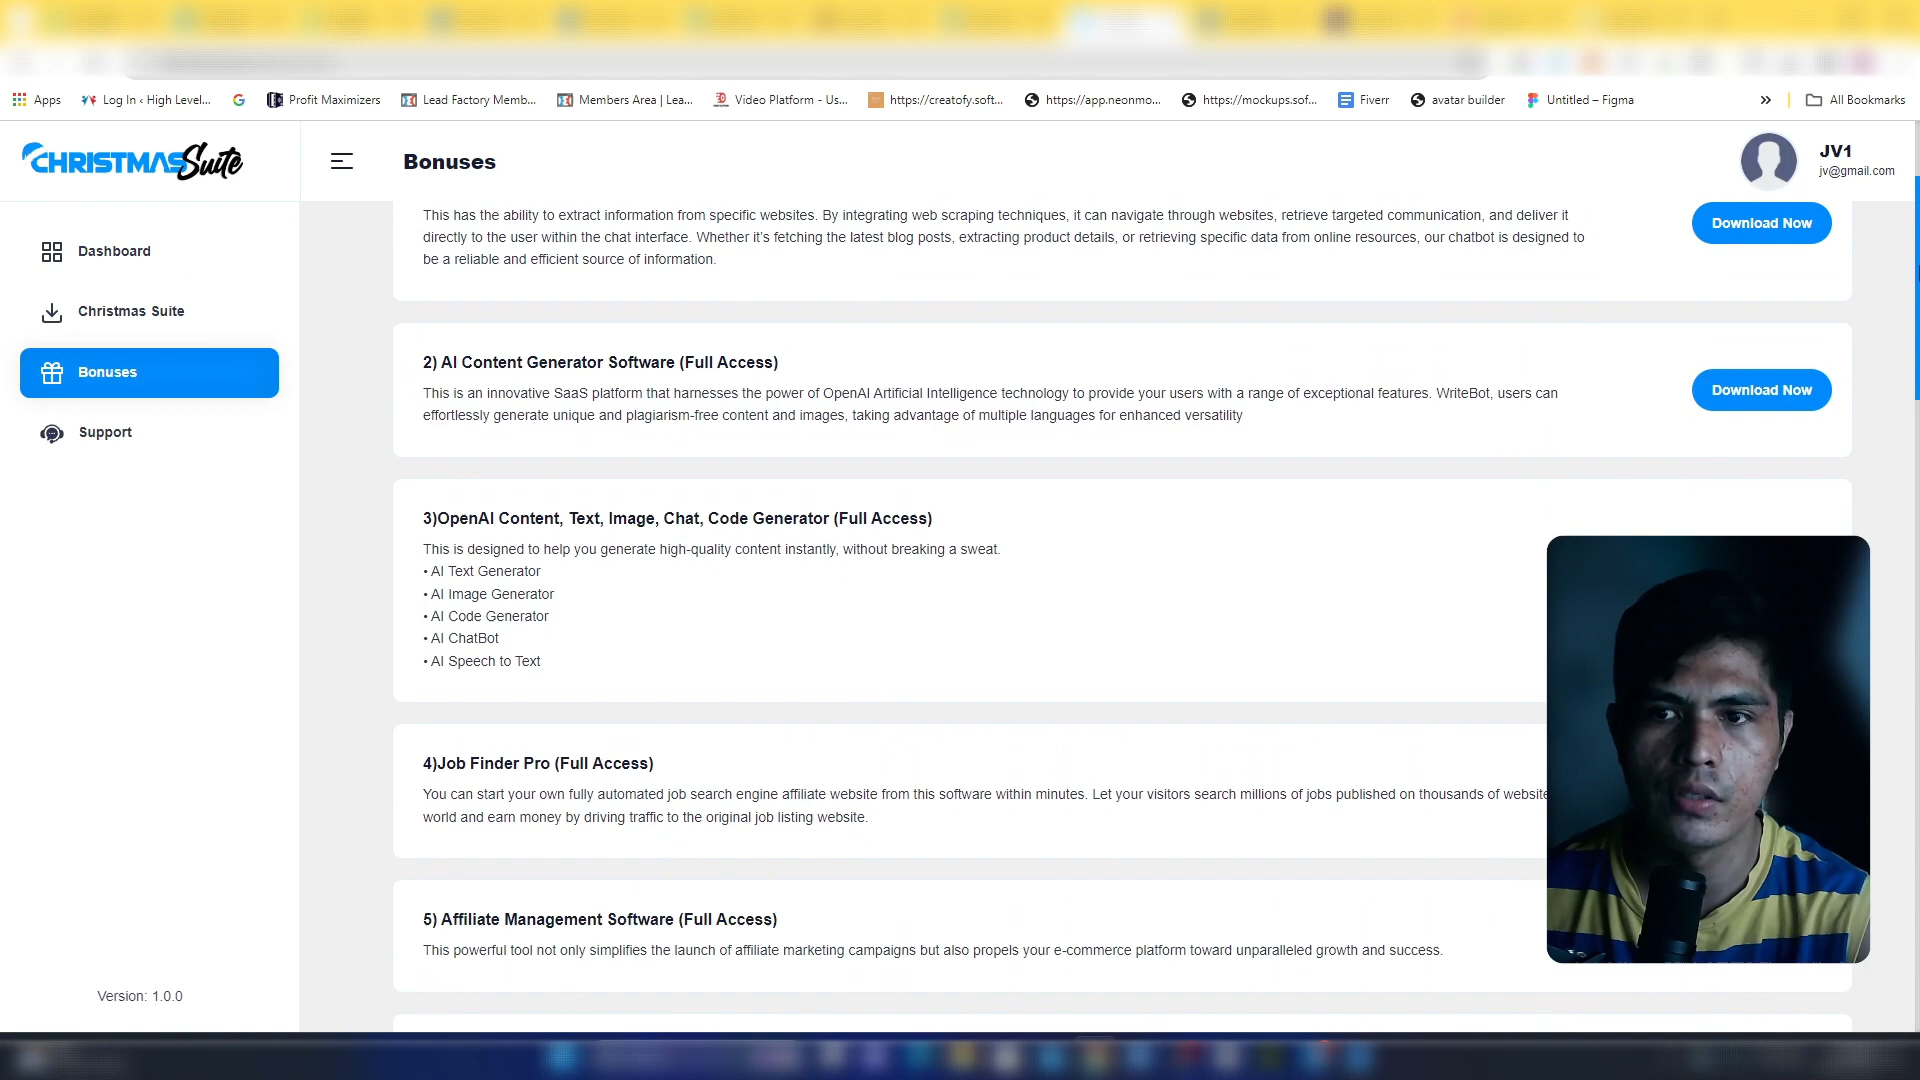 Apps
Log In ‹ High Level...
Profit Maximizers
Lead Factory Memb...
Members Area | Lea...
Video Platform - Us...
https://creatofy.soft...
https://app.neonmo...
https://mockups.sof...
Fiverr
avatar builder
Untitled – Figma
All Bookmarks
CHRISTMAS Suite
Bonuses
JV1
jv@gmail.com
Dashboard
Christmas Suite
Bonuses
Support
Version: 1.0.0
This has the ability to extract information from specific websites. By integrating web scraping techniques, it can navigate through websites, retrieve targeted communication, and deliver it
directly to the user within the chat interface. Whether it's fetching the latest blog posts, extracting product details, or retrieving specific data from online resources, our chatbot is designed to
be a reliable and efficient source of information.
Download Now
2) AI Content Generator Software (Full Access)
This is an innovative SaaS platform that harnesses the power of OpenAI Artificial Intelligence technology to provide your users with a range of exceptional features. WriteBot, users can
effortlessly generate unique and plagiarism-free content and images, taking advantage of multiple languages for enhanced versatility
Download Now
3)OpenAI Content, Text, Image, Chat, Code Generator (Full Access)
This is designed to help you generate high-quality content instantly, without breaking a sweat.
• AI Text Generator
• AI Image Generator
• AI Code Generator
• AI ChatBot
• AI Speech to Text
4)Job Finder Pro (Full Access)
You can start your own fully automated job search engine affiliate website from this software within minutes. Let your visitors search millions of jobs published on thousands of website
world and earn money by driving traffic to the original job listing website.
5) Affiliate Management Software (Full Access)
This powerful tool not only simplifies the launch of affiliate marketing campaigns but also propels your e-commerce platform toward unparalleled growth and success.